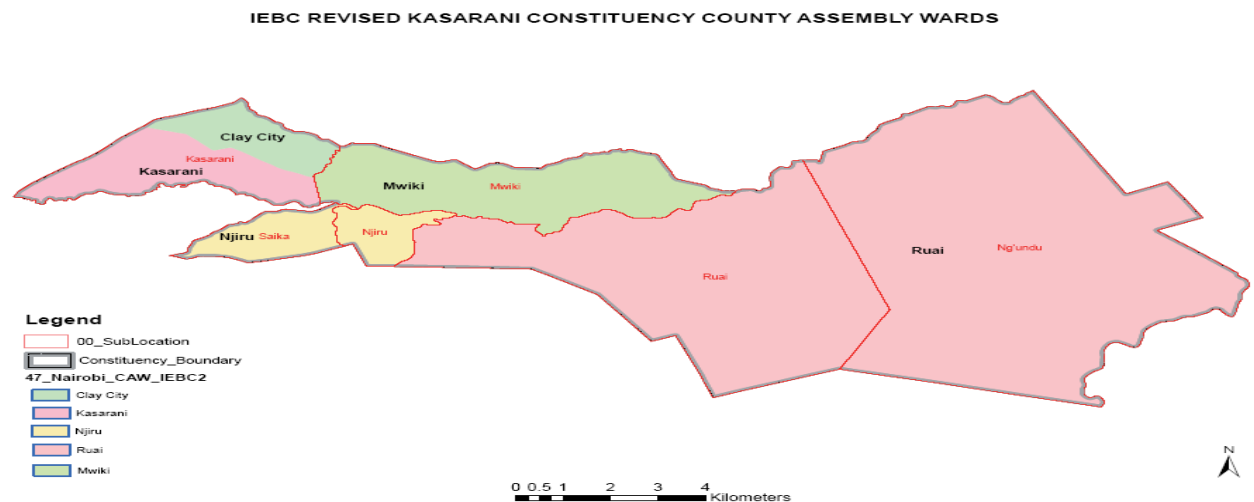 IEBC REVISED KASARANI CONSTITUENCY COUNTY ASSEMBLY WARDS
Clay City
Kasarani
Kasarani
Mwiki
Mwiki
Njiru
Saika
Njiru
Ruai
Ruai
Ng'undu
Legend
00_SubLocation
Constituency_Boundary
47_Nairobi_CAW_IEBC2
Clay City
Kasarani
Njiru
Ruai
Mwiki
N
0 0.5 1 2 3 4
Kilometers